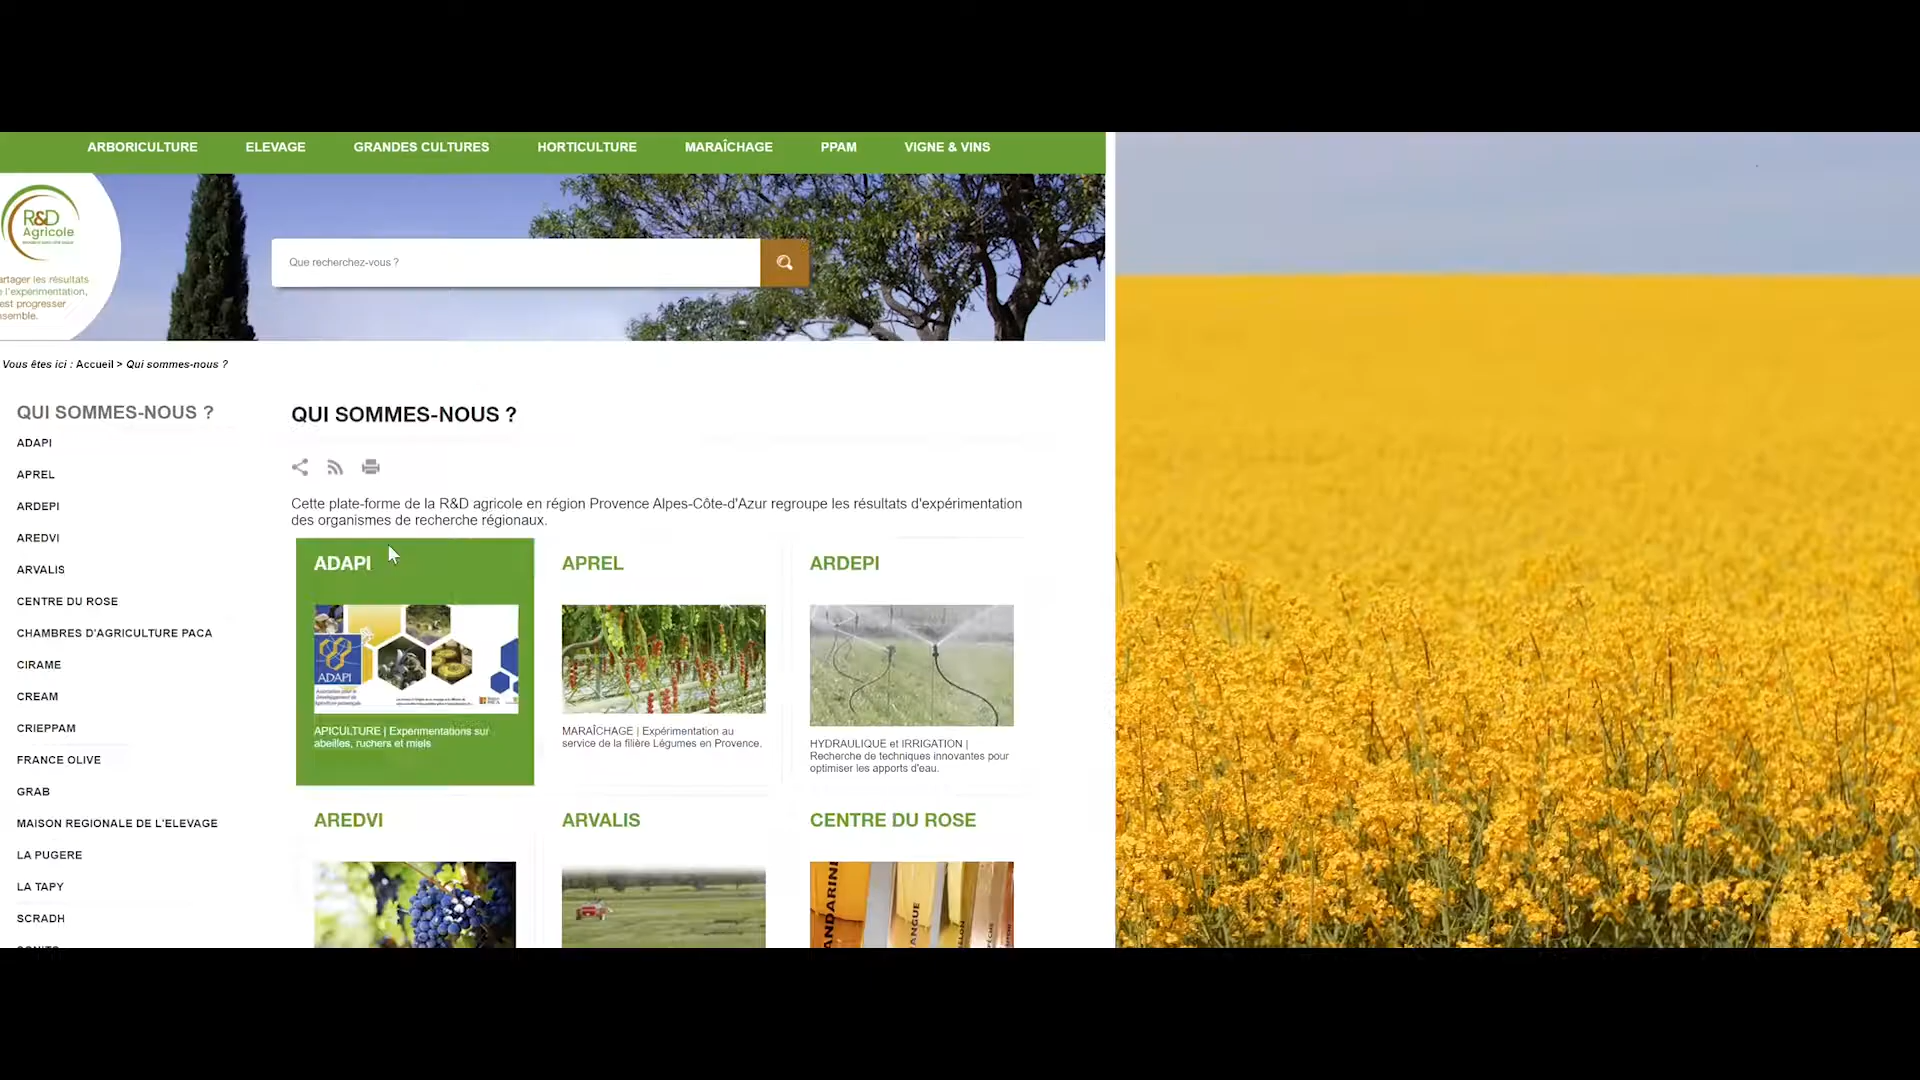 ARBORICULTURE ELEVAGE GRANDES CULTURES HORTICULTURE MARAÎCHAGE PPAM VIGNE & VINS
R&D
Agricole
artager les résultats
l'expérimentation,
est progresser
nsemble.
Que recherchez-vous ?
Vous êtes ici : Accueil > Qui sommes-nous ?
QUI SOMMES-NOUS ?
ADAPI
APREL
ARDEPI
AREDVI
ARVALIS
CENTRE DU ROSE
CHAMBRES D'AGRICULTURE PACA
CIRAME
CREAM
CRIEPPAM
FRANCE OLIVE
GRAB
MAISON REGIONALE DE L'ELEVAGE
LA PUGERE
LA TAPY
SCRADH
QUI SOMMES-NOUS ?
Cette plate-forme de la R&D agricole en région Provence Alpes-Côte-d'Azur regroupe les résultats d'expérimentation
des organismes de recherche régionaux.
ADAPI
ADAPI
APICULTURE | Expérimentations sur
abeilles, ruchers et miels
APREL
MARAÎCHAGE | Expérimentation au
service de la filière Légumes en Provence.
ARDEPI
HYDRAULIQUE et IRRIGATION |
Recherche de techniques innovantes pour
optimiser les apports d'eau.
AREDVI
ARVALIS
CENTRE DU ROSE
ANDARIN
ANGUE